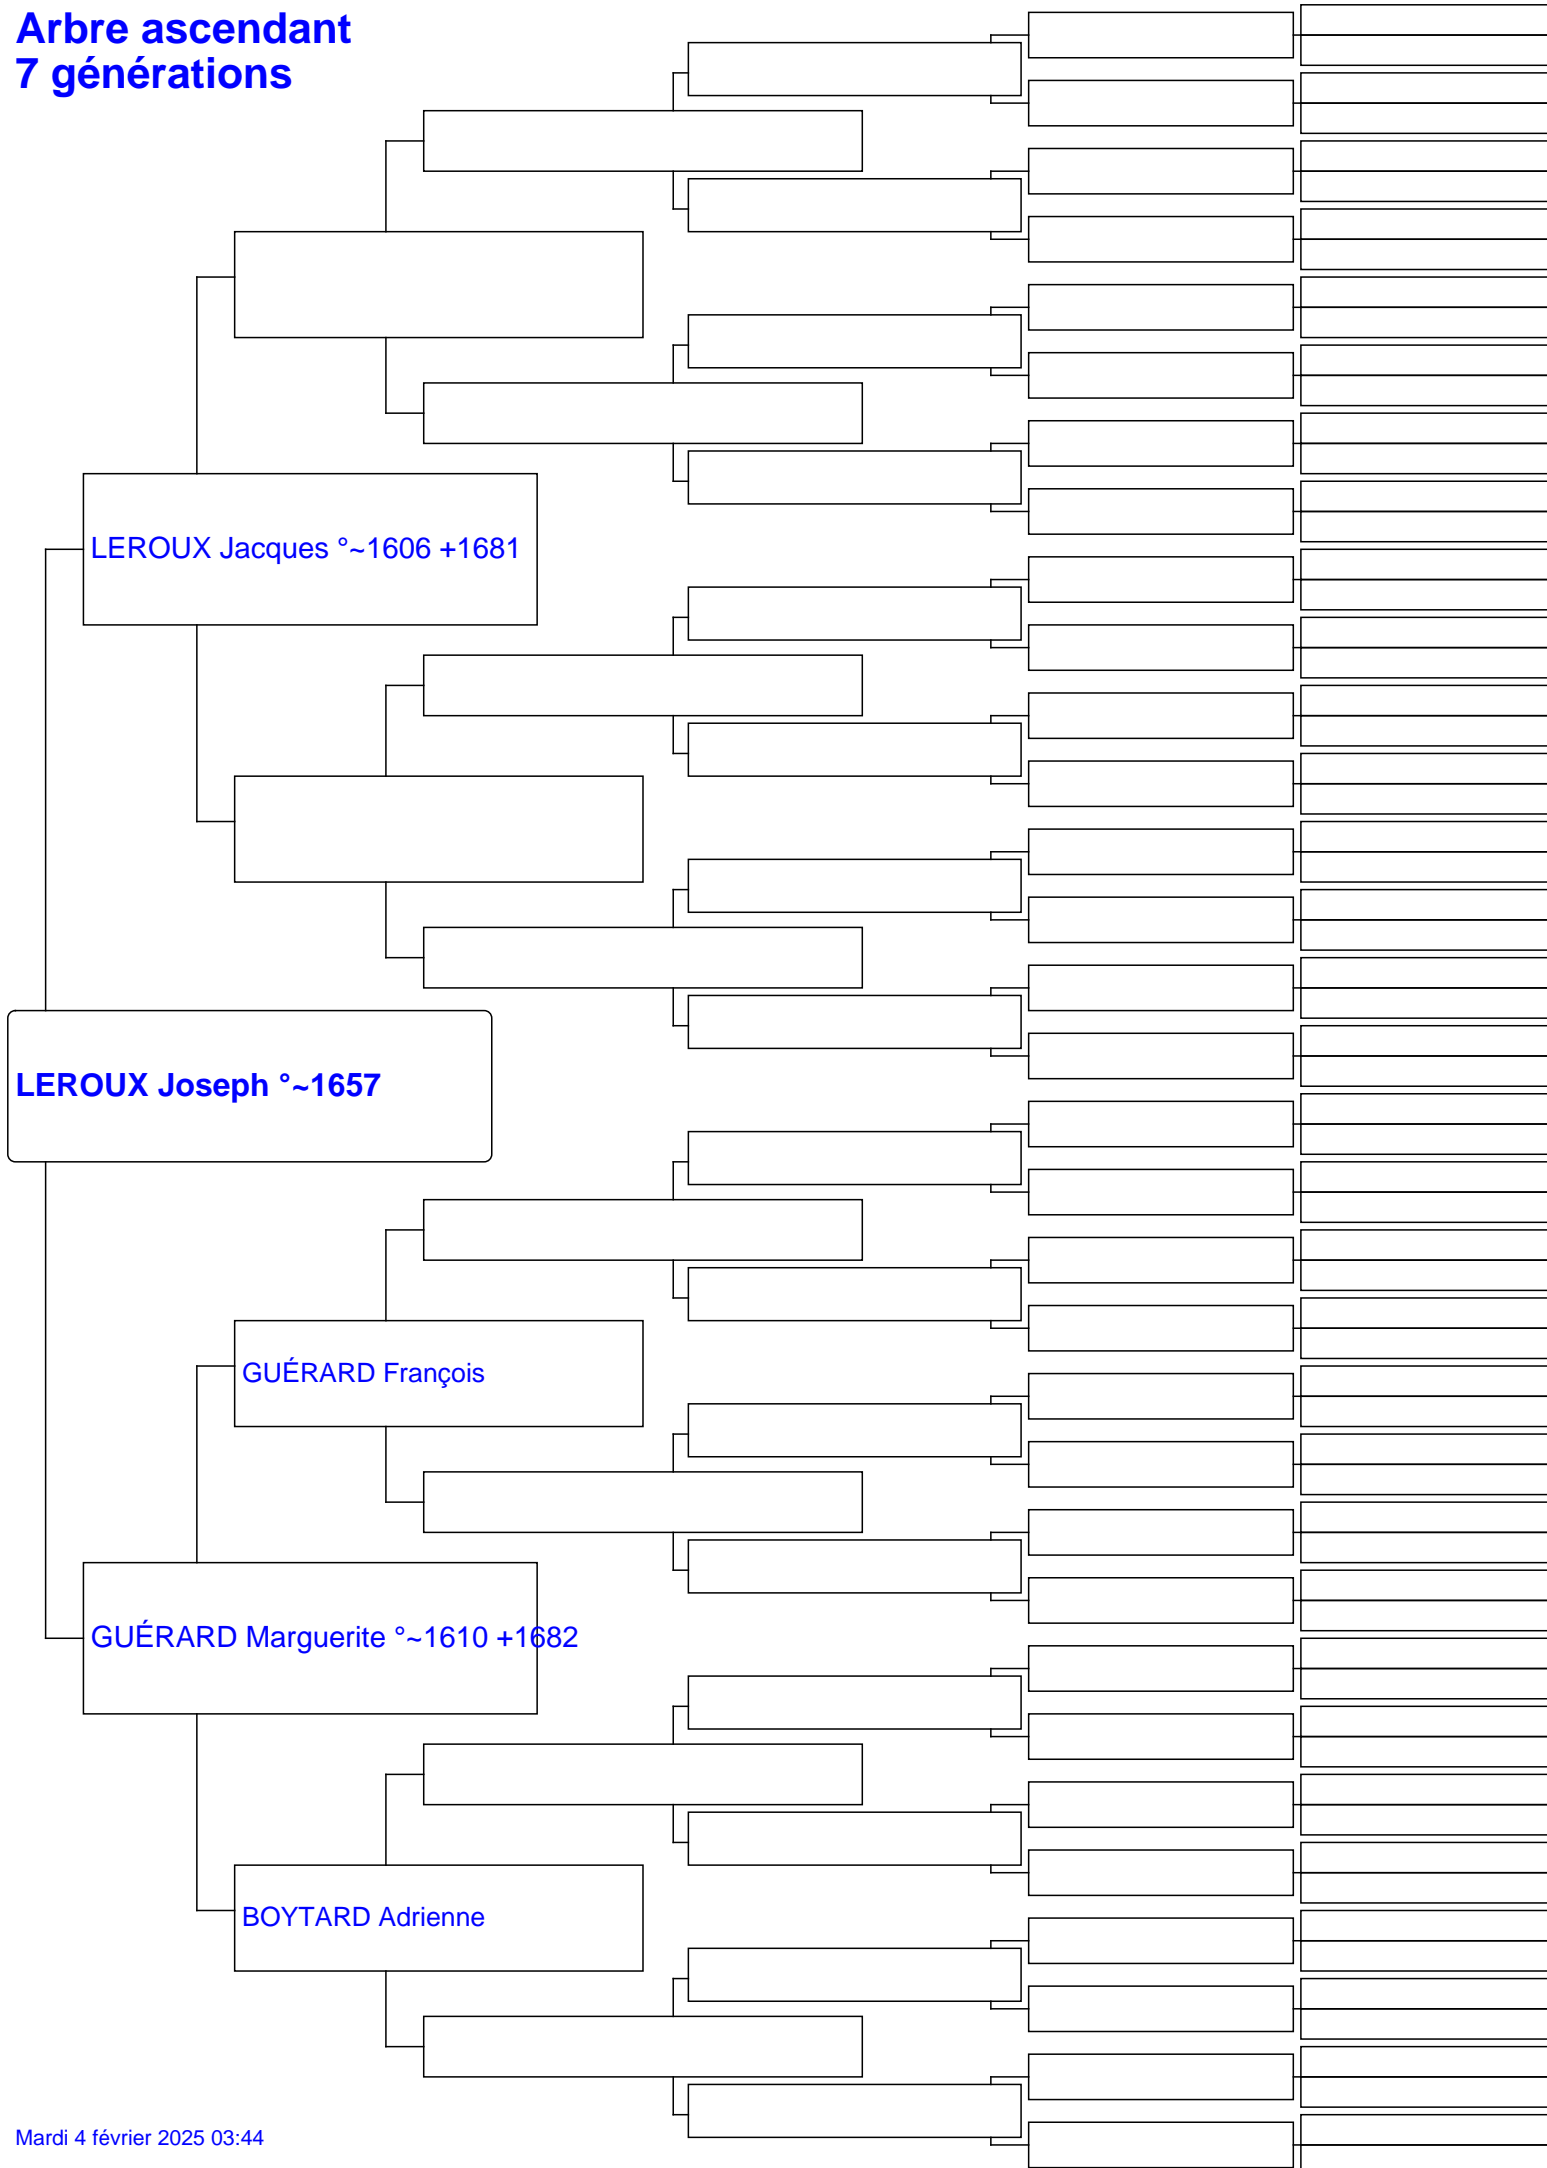 Arbre ascendant
7 générations
LEROUX Jacques °~1606 +1681
LEROUX Joseph °~1657
GUÉRARD François
GUÉRARD Marguerite °~1610 +1682
BOYTARD Adrienne
Mardi 4 février 2025 03:44